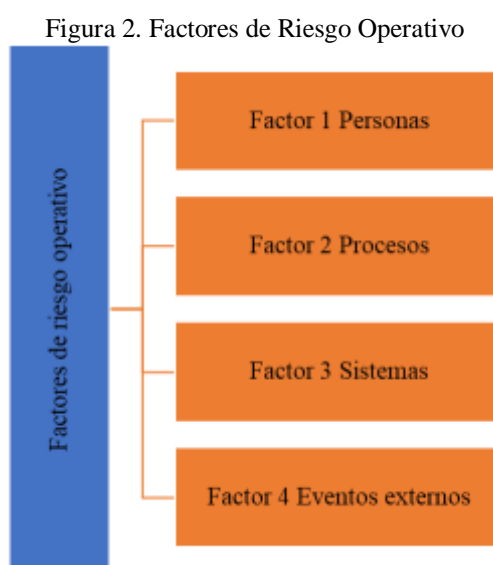 Figura 2. Factores de Riesgo Operativo
Factores de riesgo operativo
Factor 1 Personas
Factor 2 Procesos
Factor 3 Sistemas
Factor 4 Eventos externos